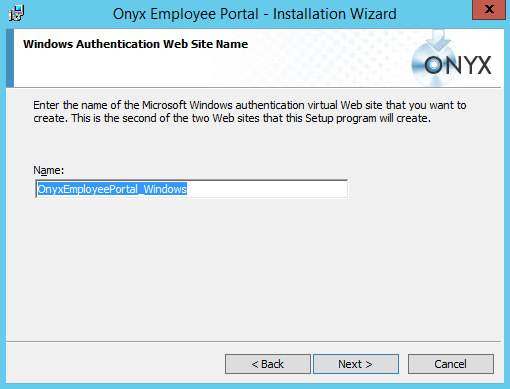 Onyx Employee Portal - Installation Wizard
x
Windows Authentication Web Site Name
ONYX
Enter the name of the Microsoft Windows authentication virtual Web site that you want to
create. This is the second of the two Web sites that this Setup program will create.
Name:
OnyxEmployeePortal_Windows
< Back Next > Cancel